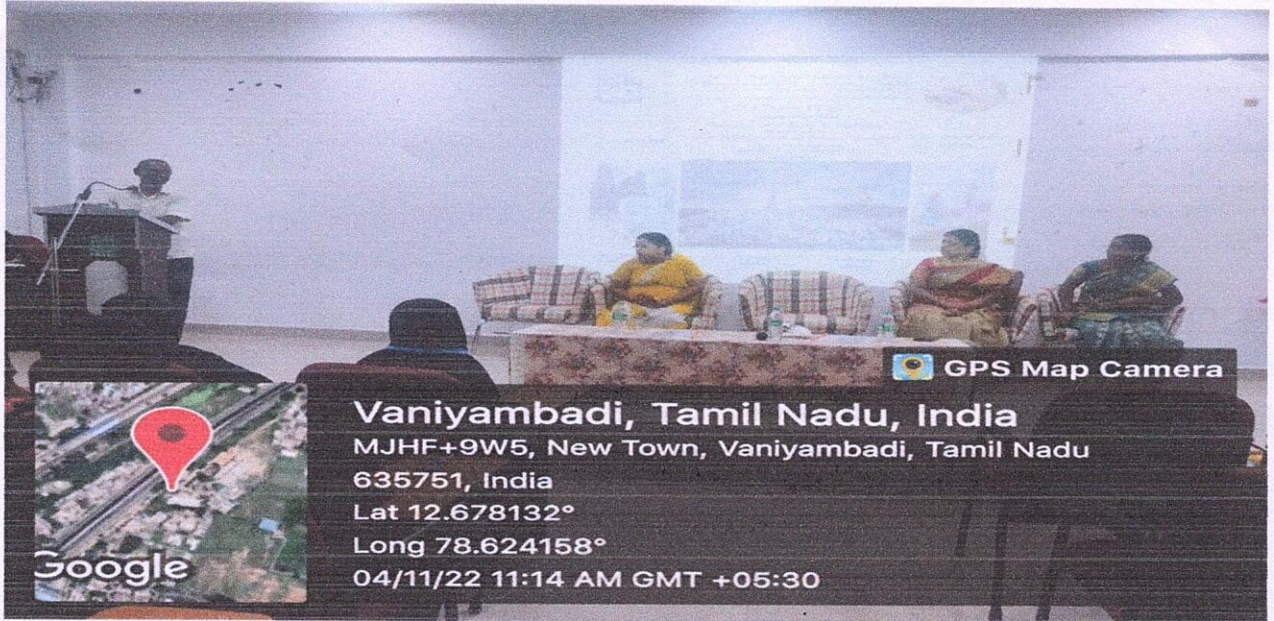 GPS Map Camera
Vaniyambadi, Tamil Nadu, India
MJHF+9W5, New Town, Vaniyambadi, Tamil Nadu
635751, India
Lat 12.678132°
Long 78.624158°
04/11/22 11:14 AM GMT +05:30
Google